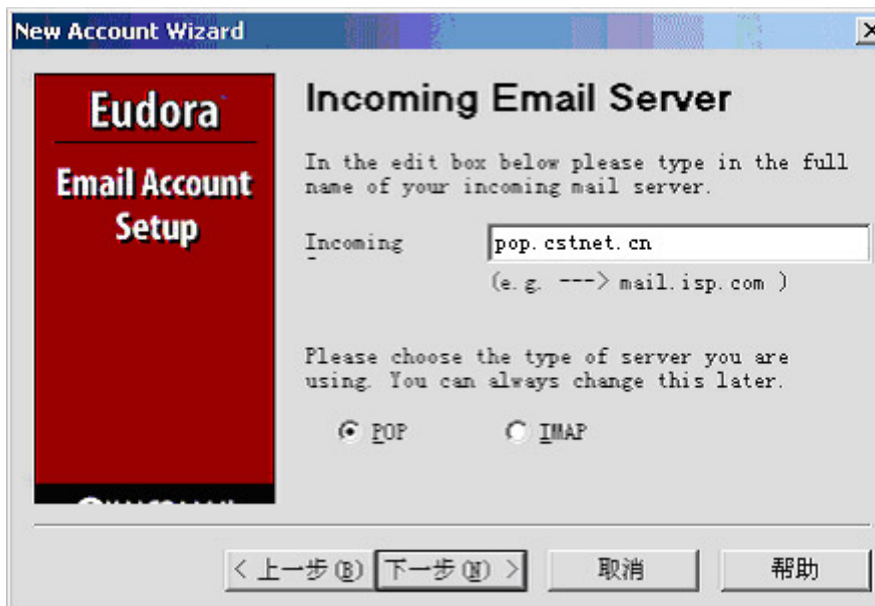 New Account Wizard
Eudora
Email Account
Setup
Incoming Email Server
In the edit box below please type in the full
name of your incoming mail server.
Incoming
pop.cstnet.cn
(e.g. ---> mail.isp.com )
Please choose the type of server you are
using. You can always change this later.
POP
IMAP
< 上一步(B)
下一步(N) >
取消
帮助